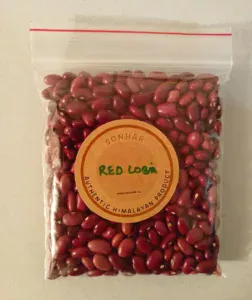 SONHAR
RED LOBIA
AUTHENTIC HIMALAYAN PRODUCT